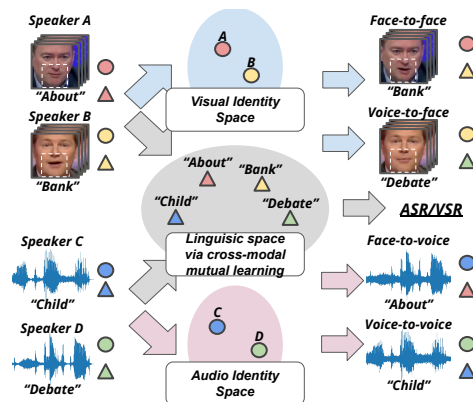 Speaker A
"About"
Speaker B
"Bank"
A
B
Visual Identity
Space
Face-to-face
"Bank"
Voice-to-face
"Debate"
"About"
"Bank"
"Child"
"Debate"
Linguisic space
via cross-modal
mutual learning
ASR/VSR
Speaker C
"Child"
Speaker D
"Debate"
C
D
Audio Identity
Space
Face-to-voice
"About"
Voice-to-voice
"Child"